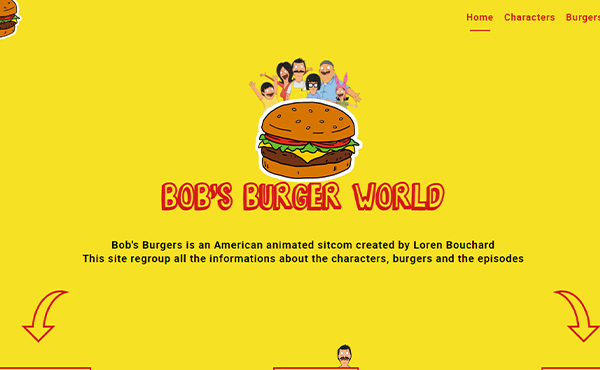 Home Characters Burgers
BOB'S BURGER WORLD
Bob's Burgers is an American animated sitcom created by Loren Bouchard
This site regroup all the informations about the characters, burgers and the episodes